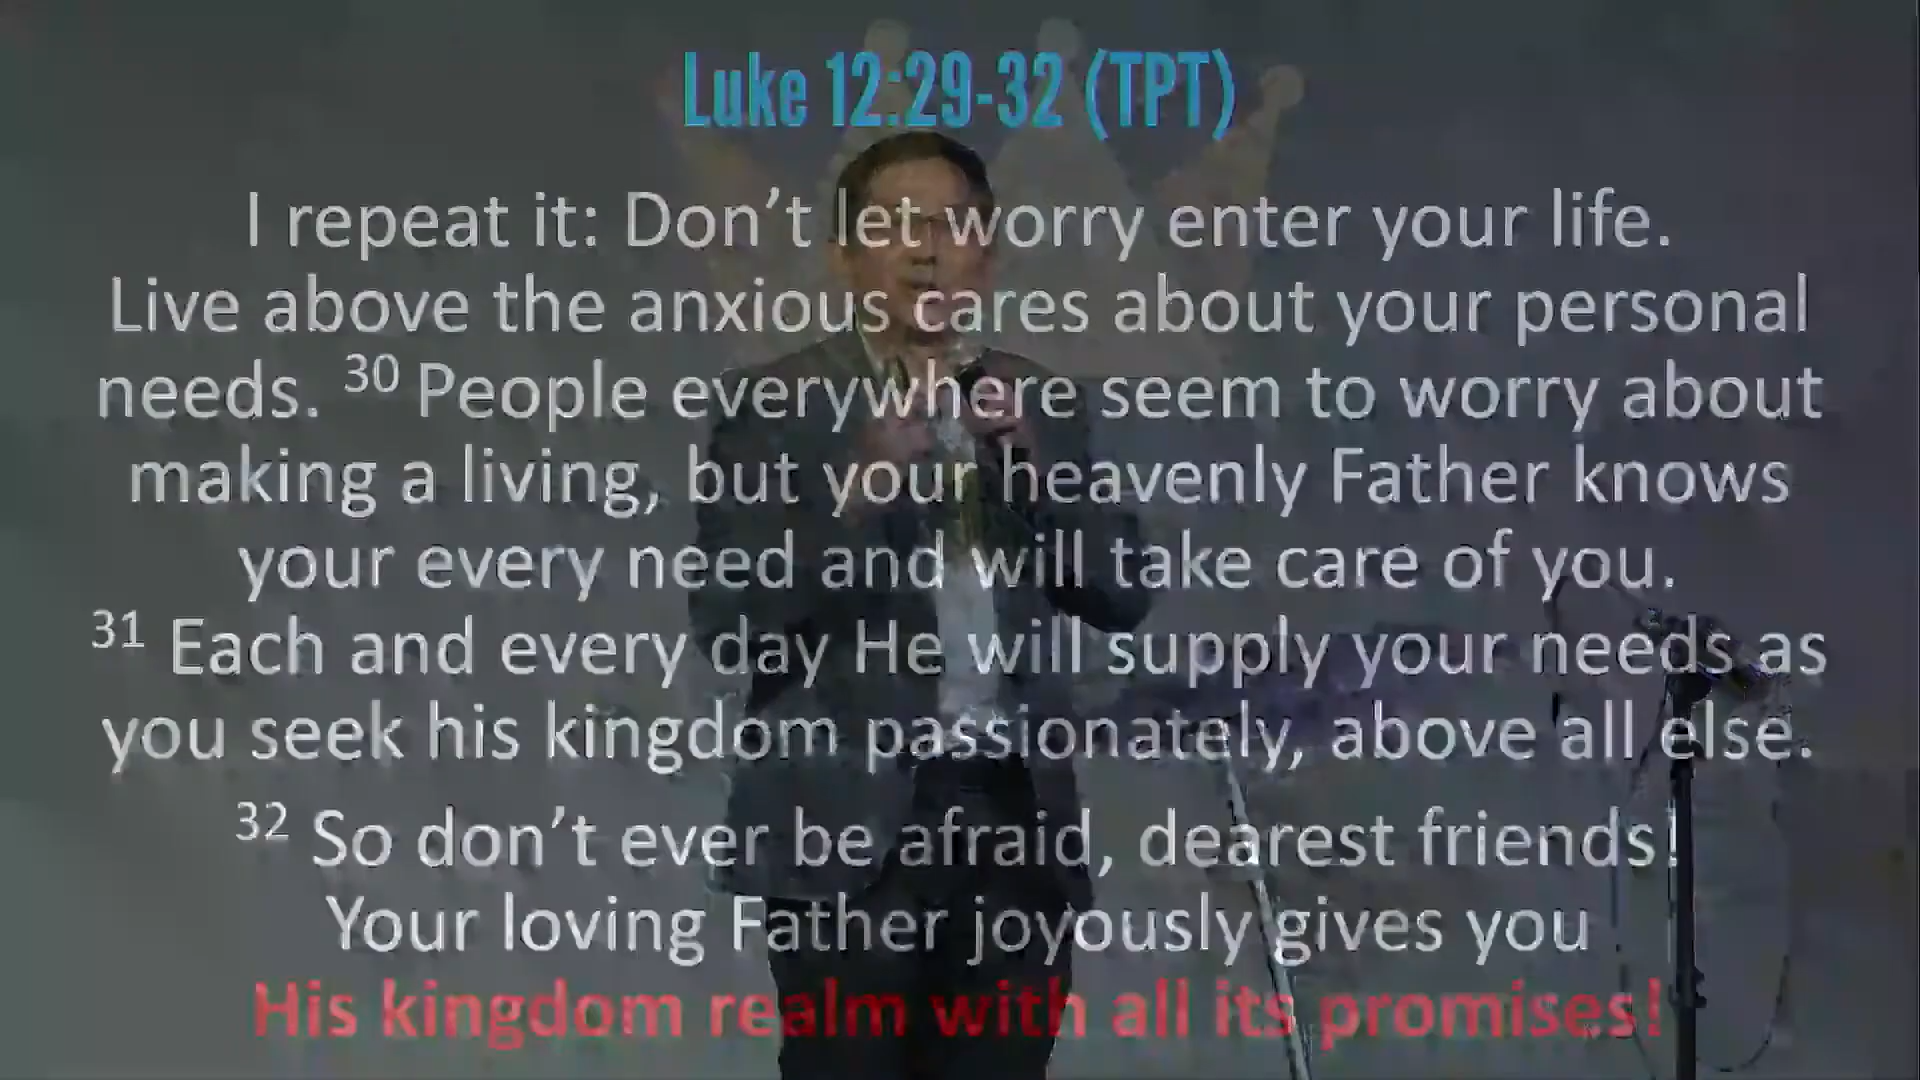 Luke 12:29-32 (TPT)
I repeat it: Don’t let worry enter your life.
Live above the anxious cares about your personal
needs. 30 People everywhere seem to worry about
making a living, but your heavenly Father knows
your every need and will take care of you.
31 Each and every day He will supply your needs as
you seek his kingdom passionately, above all else.
32 So don’t ever be afraid, dearest friends!
Your loving Father joyously gives you
His kingdom realm with all its promises!